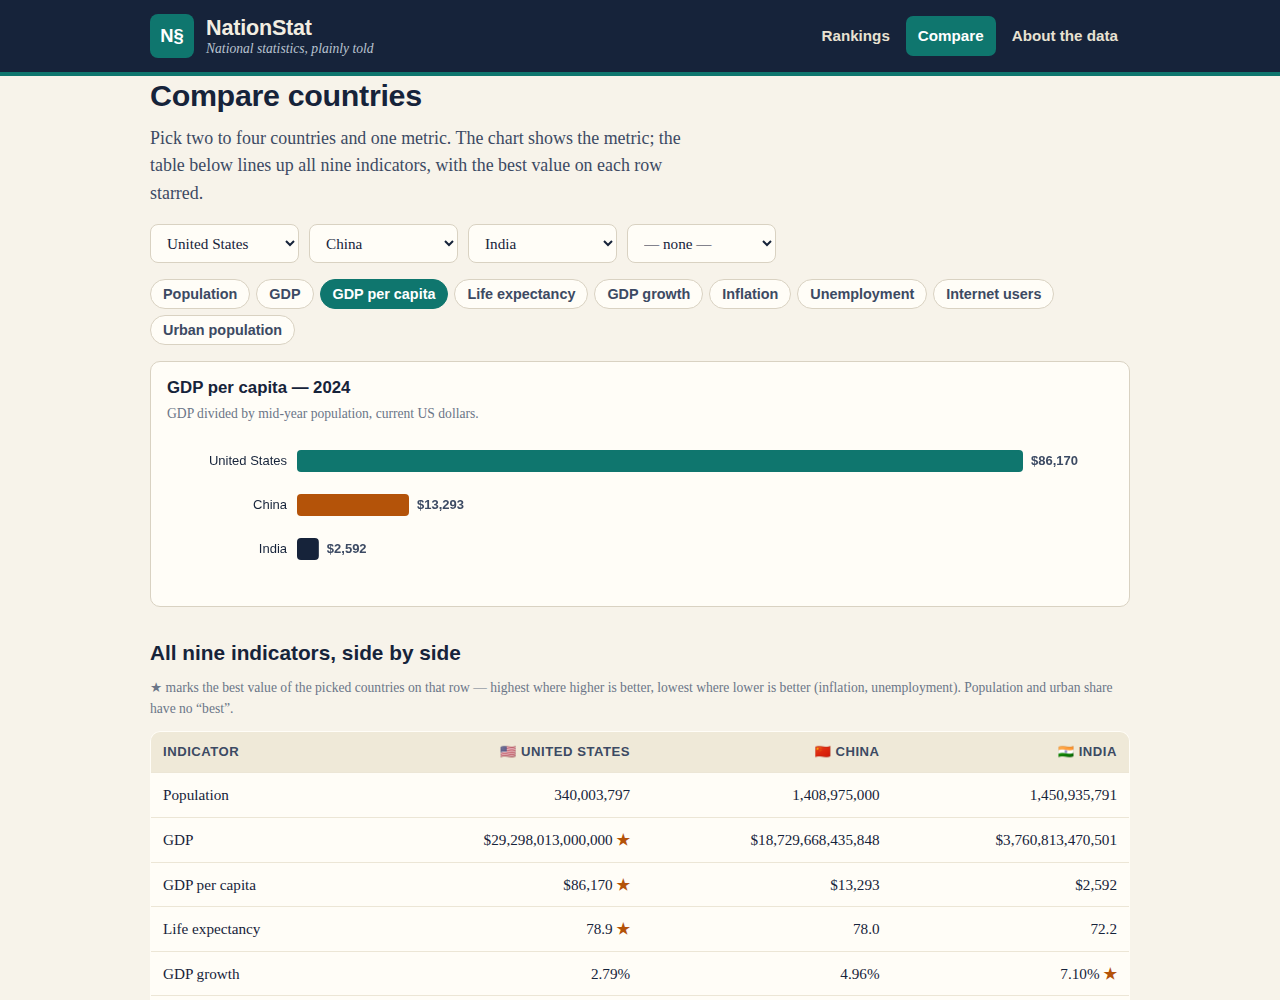 N§
NationStat
National statistics, plainly told
Rankings
Compare
About the data
Compare countries
Pick two to four countries and one metric. The chart shows the metric; the
table below lines up all nine indicators, with the best value on each row
starred.
United States
China
India
— none —
Population
GDP
GDP per capita
Life expectancy
GDP growth
Inflation
Unemployment
Internet users
Urban population
GDP per capita — 2024
GDP divided by mid-year population, current US dollars.
United States
$86,170
China
$13,293
India
$2,592
All nine indicators, side by side
★ marks the best value of the picked countries on that row — highest where higher is better, lowest where lower is better (inflation, unemployment). Population and urban share
have no “best”.
INDICATOR 🇺🇸 UNITED STATES 🇨🇳 CHINA 🇮🇳 INDIA
Population 340,003,797 1,408,975,000 1,450,935,791
GDP $29,298,013,000,000 ★ $18,729,668,435,848 $3,760,813,470,501
GDP per capita $86,170 ★ $13,293 $2,592
Life expectancy 78.9 ★ 78.0 72.2
GDP growth 2.79% 4.96% 7.10% ★